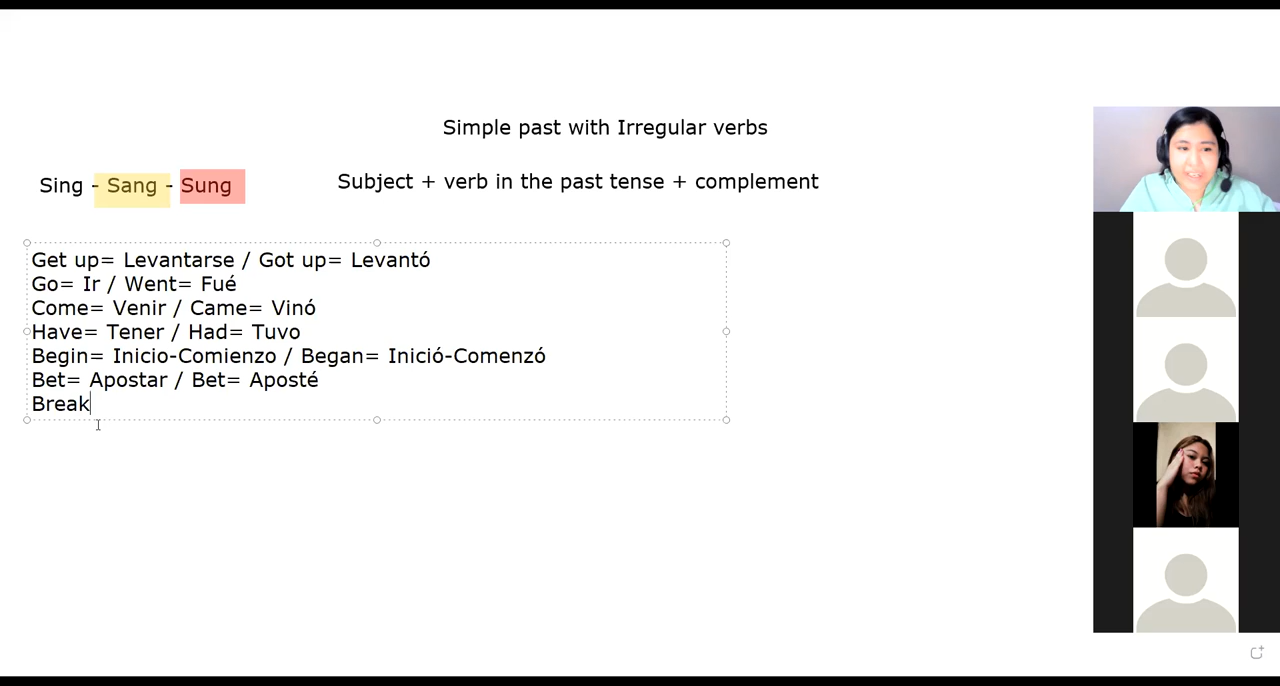 Simple past with Irregular verbs
Sing - Sang - Sung
Subject + verb in the past tense + complement
Get up= Levantarse / Got up= Levantó
Go= Ir / Went= Fué
Come= Venir / Came= Vinó
Have= Tener / Had= Tuvo
Begin= Inicio-Comienzo / Began= Inició-Comenzó
Bet= Apostar / Bet= Aposté
Break